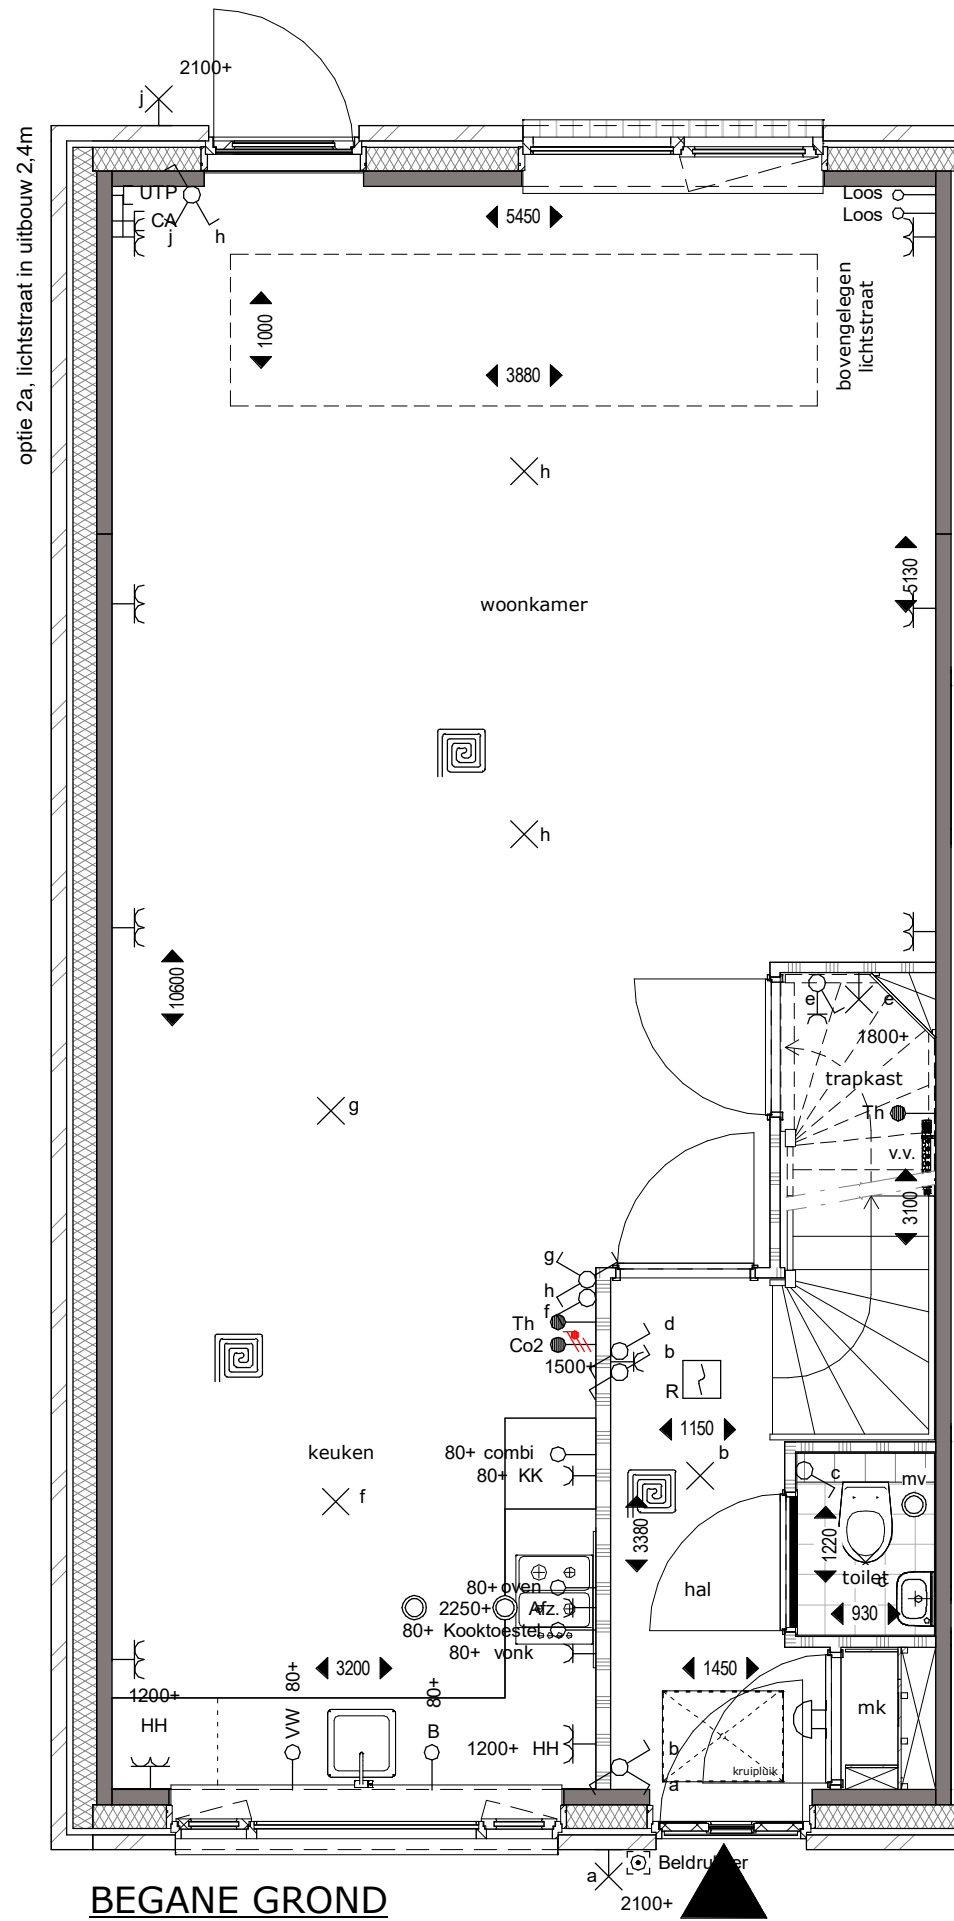 2100+
j
optie 2a, lichtstraat in uitbouw 2,4m
UTP
CA
j
h
5450
Loos
Loos
1000
3880
bovengelegen
lichtstraat
h
woonkamer
5130
h
10600
e
e
1800+
trapkast
Th
v.v.
3100
g
g
h
f
Th
Co2
1500+
d
b
R
1150
b
keuken
f
80+ combi
80+ KK
3380
c
mv
1220
toilet
c
930
hal
80+ oven
2250+ Afz.
80+ Kooktoestel
80+ vonk
3200
1450
1200+
HH
VW 80+
B 80+
1200+ HH
mk
kruipluik
b
a
a
2100+
BEGANE GROND